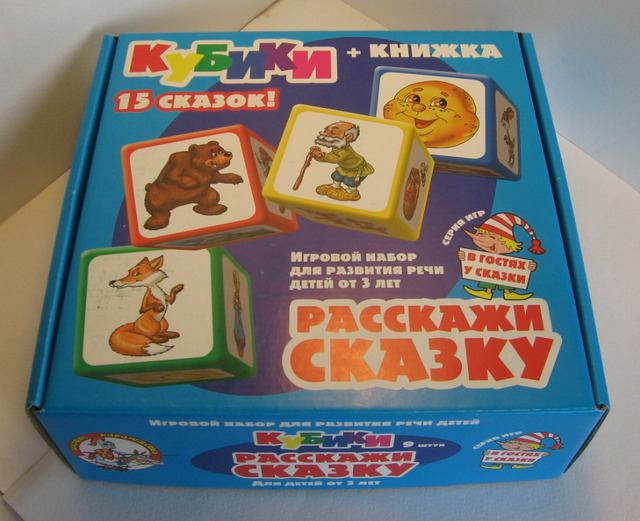 КУБИКИ + КНИЖКА
15 СКАЗОК!
ИГРОВОЙ НАБОР
ДЛЯ РАЗВИТИЯ РЕЧИ
ДЕТЕЙ ОТ 3 ЛЕТ
СЕРИЯ ИГР
В ГОСТЯХ
У СКАЗКИ
РАССКАЖИ
СКАЗКУ
ИГРОВОЙ НАБОР ДЛЯ РАЗВИТИЯ РЕЧИ ДЕТЕЙ
КУБИКИ 9 ШТУК
РАССКАЖИ
СКАЗКУ
ДЛЯ ДЕТЕЙ ОТ 3 ЛЕТ
СЕРИЯ ИГР
В ГОСТЯХ
У СКАЗКИ